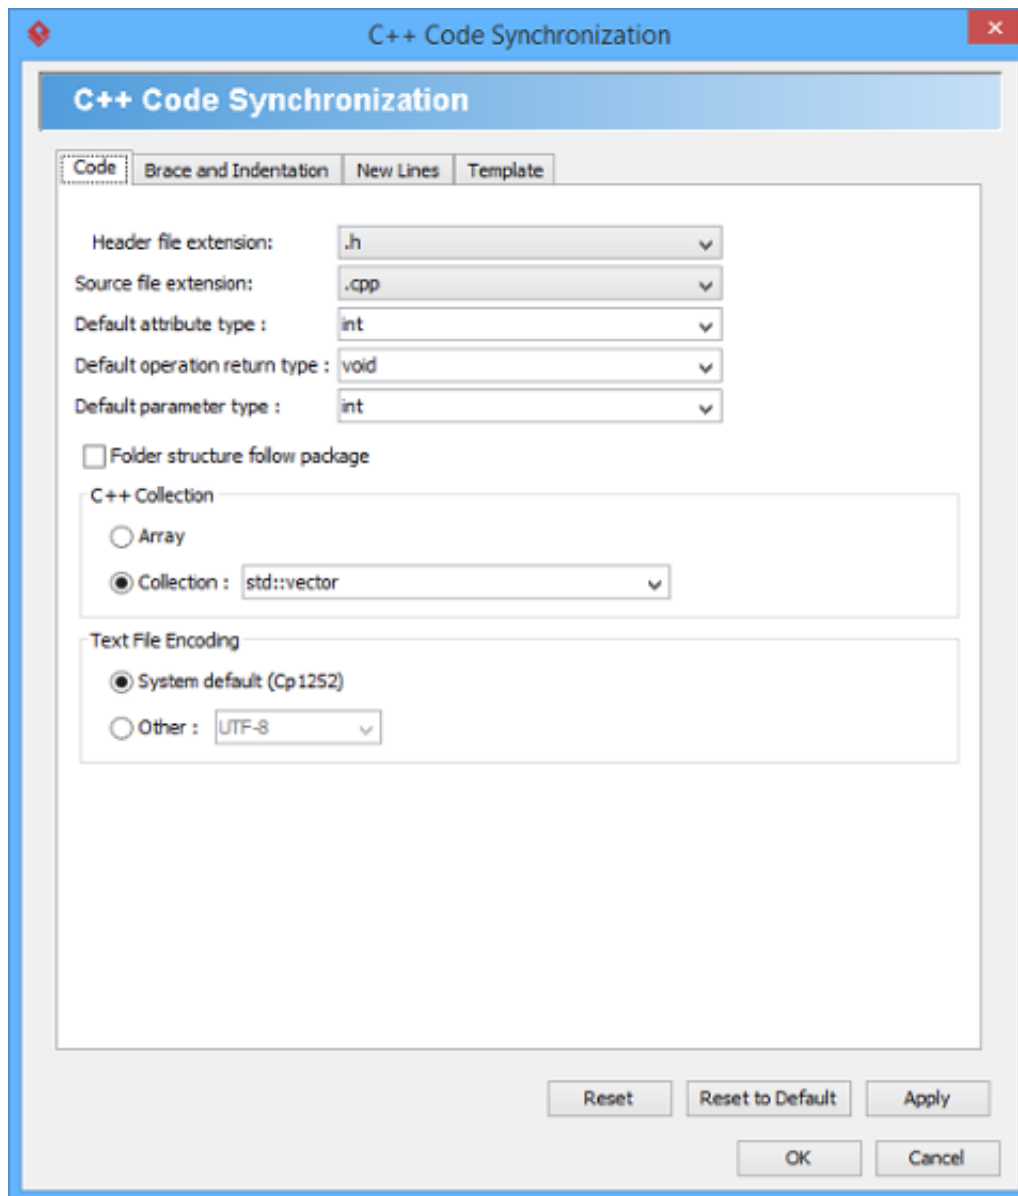 C++ Code Synchronization
C++ Code Synchronization
Code Brace and Indentation New Lines Template
Header file extension: .h
Source file extension: .cpp
Default attribute type : int
Default operation return type : void
Default parameter type : int
Folder structure follow package
C++ Collection
Array
Collection : std::vector
Text File Encoding
System default (Cp1252)
Other : UTF-8
Reset Reset to Default Apply
OK Cancel